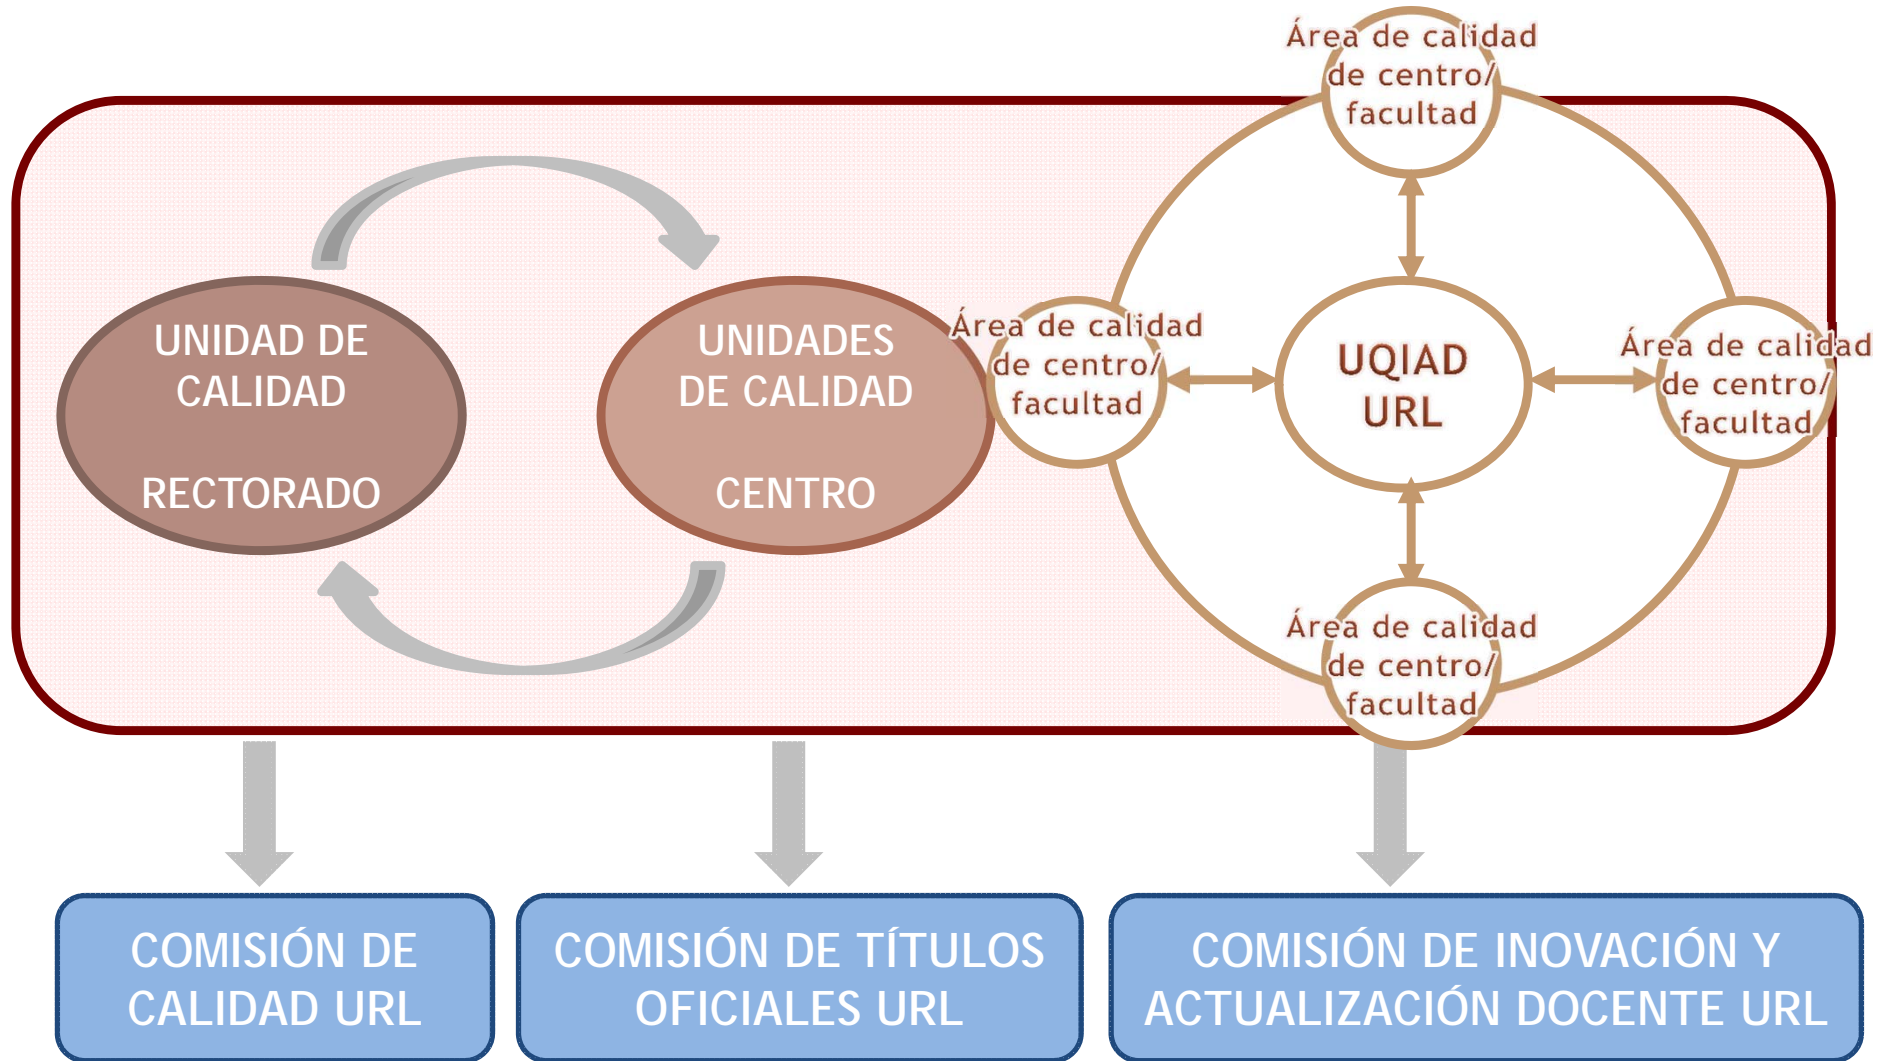 UNIDAD DE
CALIDAD
RECTORADO
UNIDADES
DE CALIDAD
CENTRO
Área de calidad
de centro/
facultad
Área de calidad
de centro/
facultad
UQIAD
URL
Área de calidad
de centro/
facultad
Área de calidad
de centro/
facultad
COMISIÓN DE
CALIDAD URL
COMISIÓN DE TÍTULOS
OFICIALES URL
COMISIÓN DE INOVACIÓN Y
ACTUALIZACIÓN DOCENTE URL